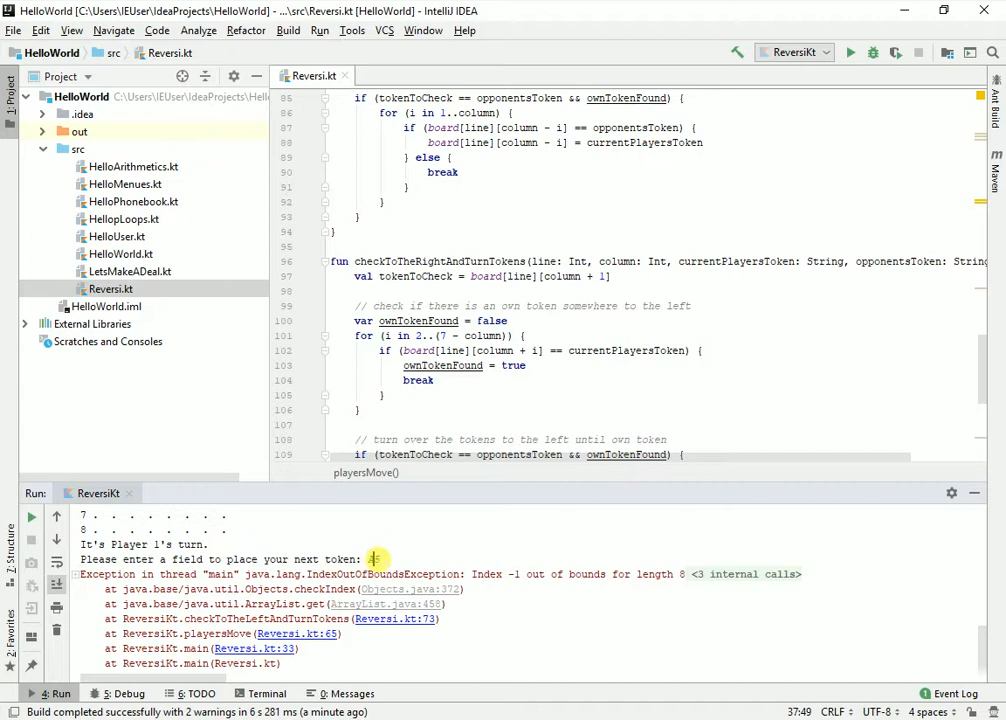 HelloWorld [C:\Users\IEUser\IdeaProjects\HelloWorld] - ...\src\Reversi.kt [HelloWorld] - IntelliJ IDEA
File Edit View Navigate Code Analyze Refactor Build Run Tools VCS Window Help
HelloWorld src Reversi.kt ReversiKt
Project Reversi.kt
1: Project
HelloWorld C:\Users\IEUser\IdeaProjects\Hello
.idea
out
src
HelloArithmetics.kt
HelloMenues.kt
HelloPhonebook.kt
HellopLoops.kt
HelloUser.kt
HelloWorld.kt
LetsMakeADeal.kt
Reversi.kt
HelloWorld.iml
External Libraries
Scratches and Consoles
85 if (tokenToCheck == opponentsToken && ownTokenFound) {
86 for (i in 1..column) {
87 if (board[line][column - i] == opponentsToken) {
88 board[line][column - i] = currentPlayersToken
89 } else {
90 break
91 }
92 }
93 }
94 }
95
96 fun checkToTheRightAndTurnTokens(line: Int, column: Int, currentPlayersToken: String, opponentsToken: String
97 val tokenToCheck = board[line][column + 1]
98
99 // check if there is an own token somewhere to the left
100 var ownTokenFound = false
101 for (i in 2..(7 - column)) {
102 if (board[line][column + i] == currentPlayersToken) {
103 ownTokenFound = true
104 break
105 }
106 }
107
108 // turn over the tokens to the left until own token
109 if (tokenToCheck == opponentsToken && ownTokenFound) {
playersMove()
Ant Build
Maven
Run: ReversiKt
7 . . . . . . . .
8 . . . . . . . .
It's Player 1's turn.
Please enter a field to place your next token:
Exception in thread "main" java.lang.IndexOutOfBoundsException: Index -1 out of bounds for length 8 <3 internal calls>
at java.base/java.util.Objects.checkIndex(Objects.java:372)
at java.base/java.util.ArrayList.get(ArrayList.java:458)
at ReversiKt.checkToTheLeftAndTurnTokens(Reversi.kt:73)
at ReversiKt.playersMove(Reversi.kt:65)
at ReversiKt.main(Reversi.kt:33)
at ReversiKt.main(Reversi.kt)
7: Structure
2: Favorites
4: Run 5: Debug 6: TODO Terminal 0: Messages Event Log
Build completed successfully with 2 warnings in 6 s 281 ms (a minute ago) 37:49 CRLF UTF-8 4 spaces